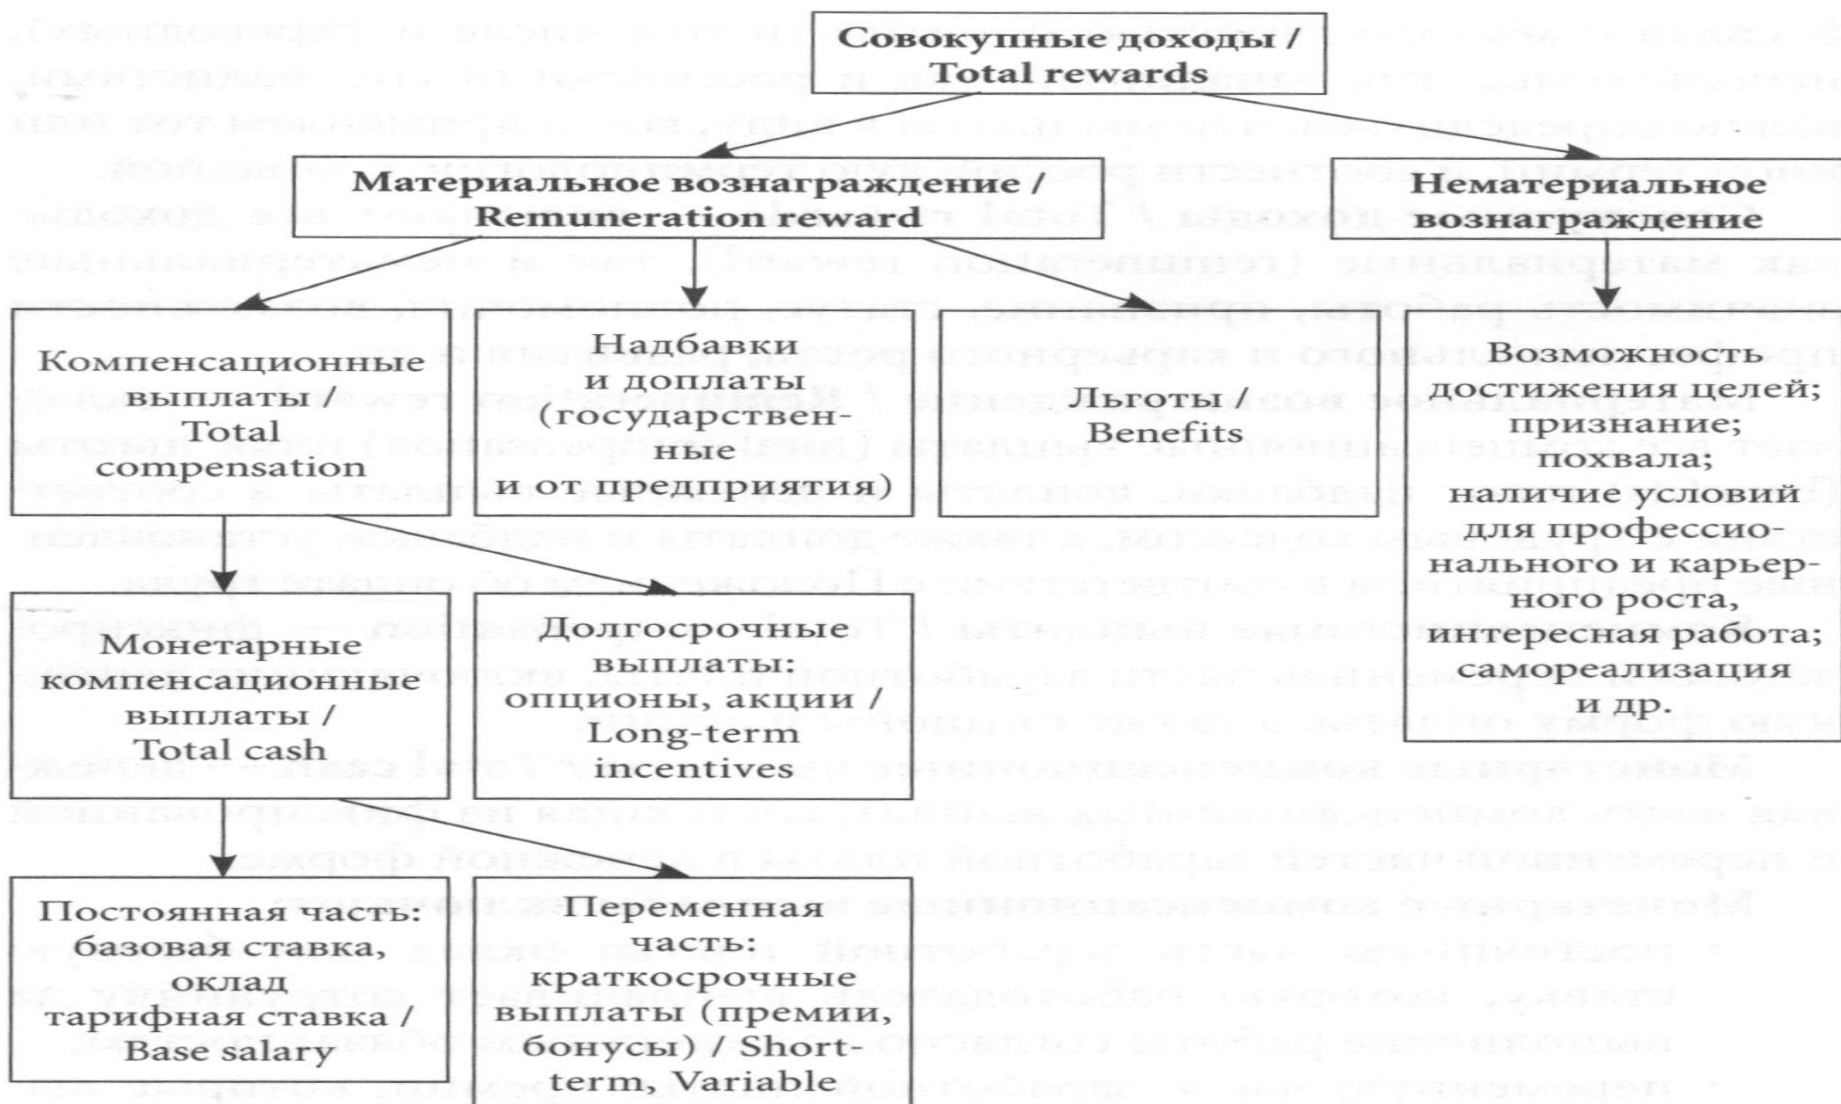 Совокупные доходы /
Total rewards
Материальное вознаграждение /
Remuneration reward
Нематериальное
вознаграждение
Компенсационные
выплаты /
Total
compensation
Надбавки
и доплаты
(государствен-
ные
и от предприятия)
Льготы /
Benefits
Возможность
достижения целей;
признание;
похвала;
наличие условий
для профессио-
нального и карьер-
ного роста,
интересная работа;
самореализация
и др.
Монетарные
компенсационные
выплаты /
Total cash
Долгосрочные
выплаты:
опционы, акции /
Long-term
incentives
Постоянная часть:
базовая ставка,
оклад
тарифная ставка /
Base salary
Переменная
часть:
краткосрочные
выплаты (премии,
бонусы) / Short-
term, Variable